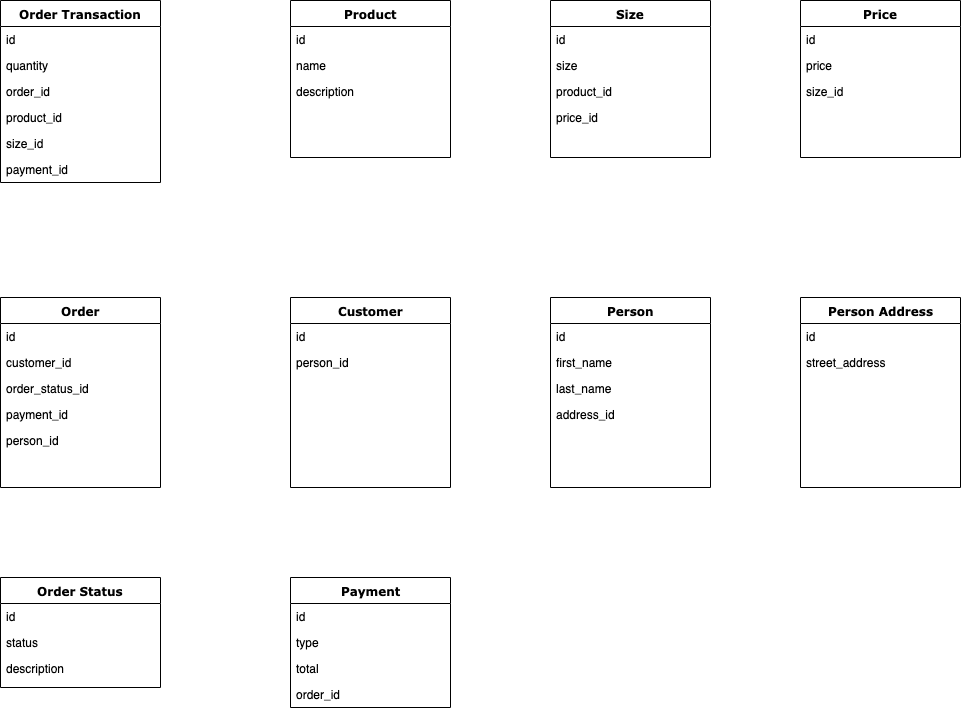 Order Transaction
id
quantity
order_id
product_id
size_id
payment_id
Product
id
name
description
Size
id
size
product_id
price_id
Price
id
price
size_id
Order
id
customer_id
order_status_id
payment_id
person_id
Customer
id
person_id
Person
id
first_name
last_name
address_id
Person Address
id
street_address
Order Status
id
status
description
Payment
id
type
total
order_id